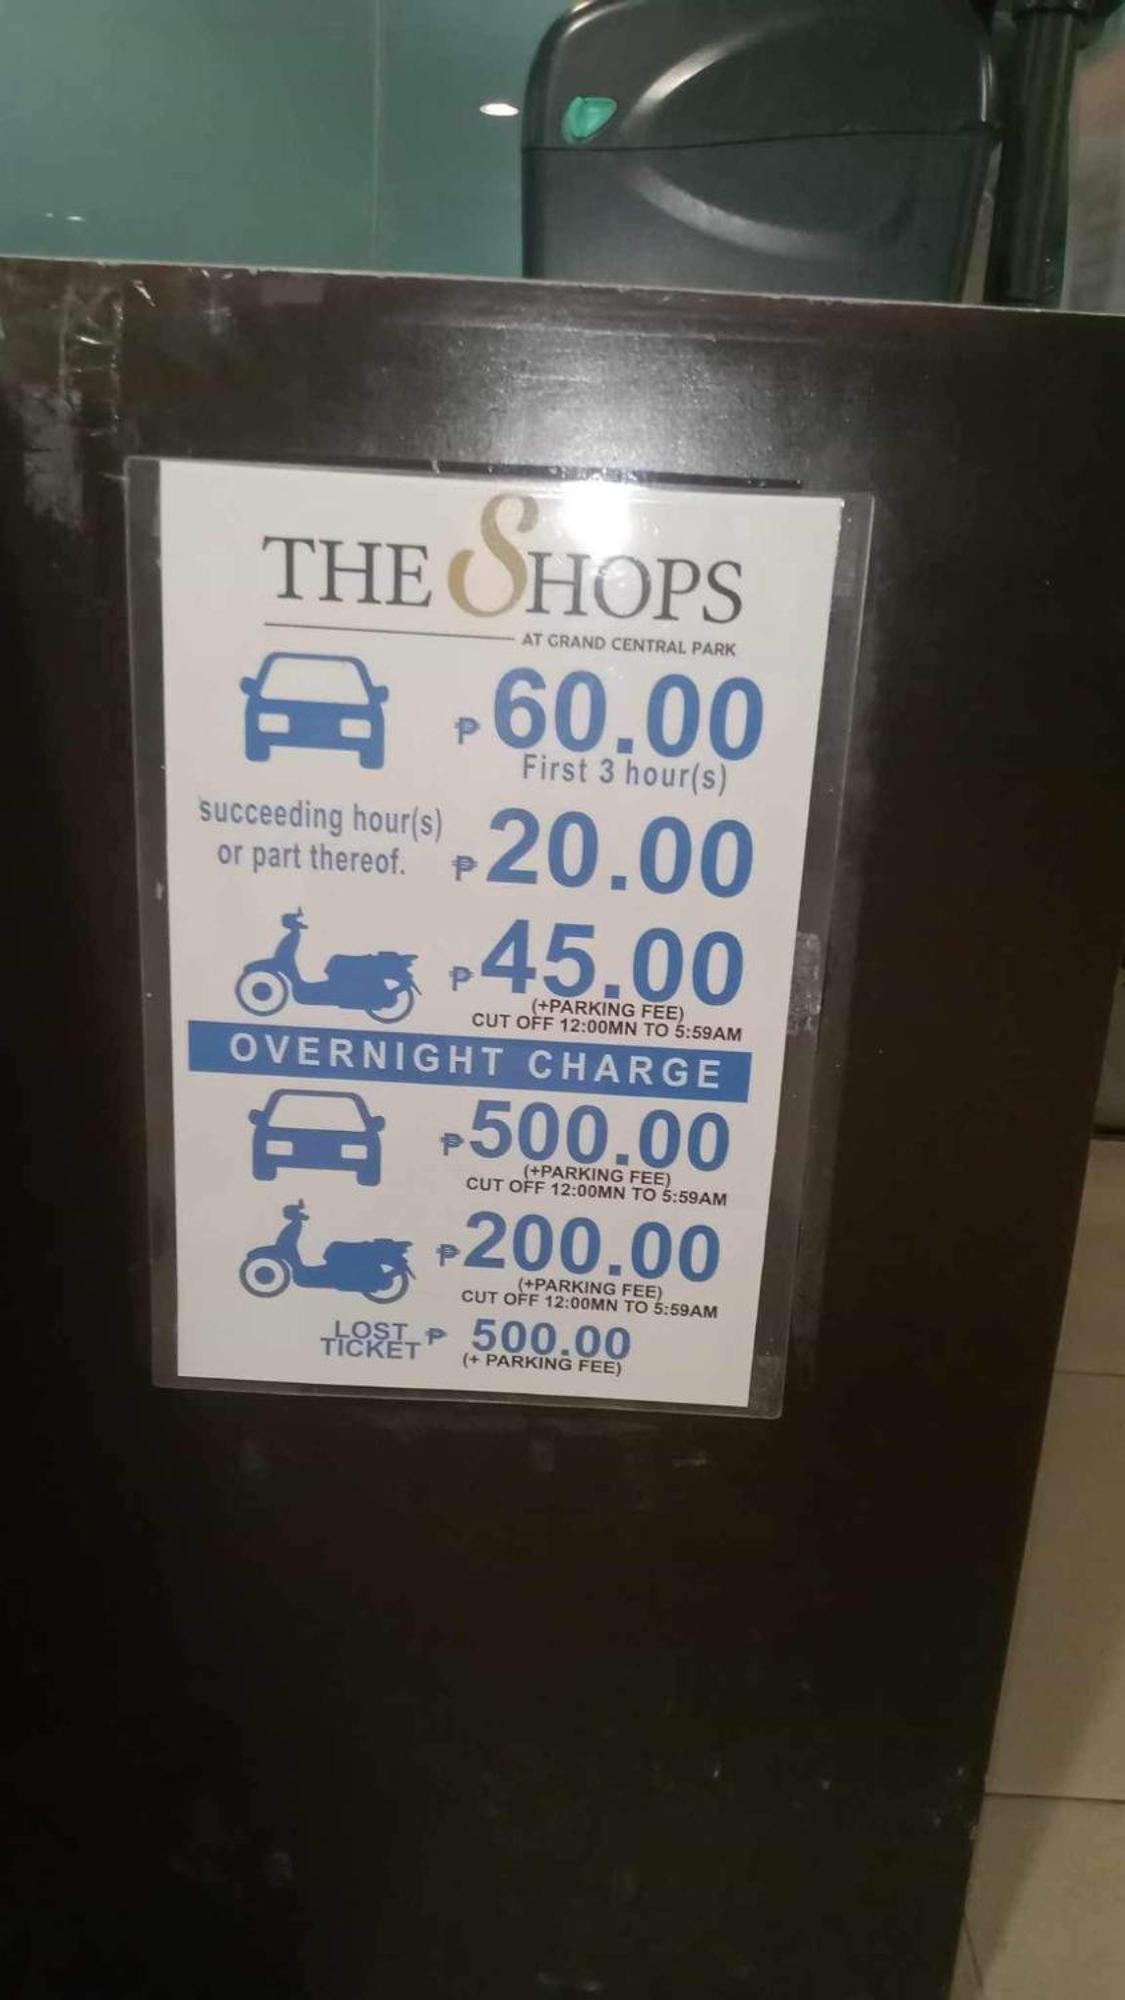 THE SHOPS
AT GRAND CENTRAL PARK
₱ 60.00
First 3 hour(s)
succeeding hour(s)
or part thereof.
₱ 20.00
₱ 45.00
(+PARKING FEE)
CUT OFF 12:00MN TO 5:59AM
OVERNIGHT CHARGE
₱ 500.00
(+PARKING FEE)
CUT OFF 12:00MN TO 5:59AM
₱ 200.00
(+PARKING FEE)
CUT OFF 12:00MN TO 5:59AM
LOST
TICKET
₱ 500.00
(+ PARKING FEE)